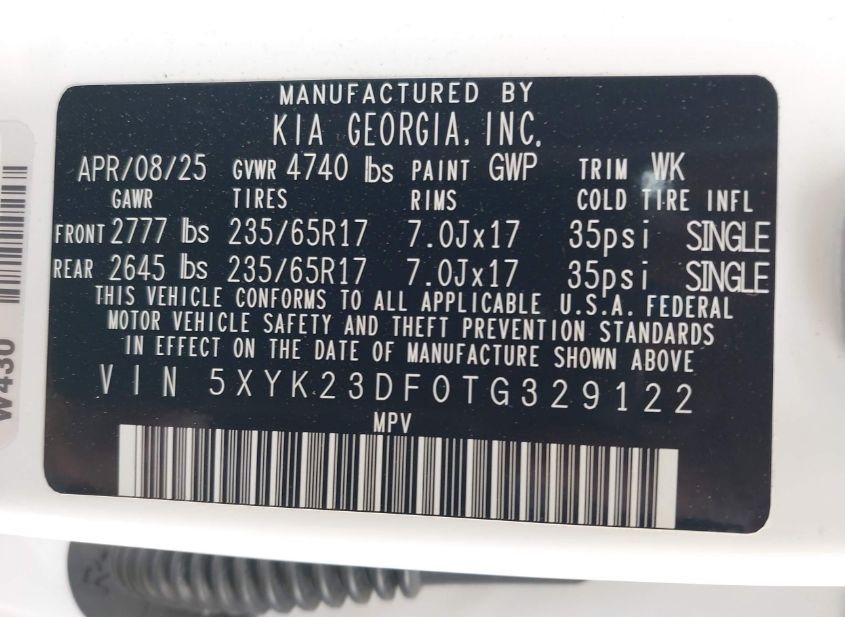 MANUFACTURED BY
KIA GEORGIA, INC.
APR/08/25 GVWR 4740 lbs PAINT GWP TRIM WK
GAWR TIRES RIMS COLD TIRE INFL
FRONT 2777 lbs 235/65R17 7.0Jx17 35psi SINGLE
REAR 2645 lbs 235/65R17 7.0Jx17 35psi SINGLE
THIS VEHICLE CONFORMS TO ALL APPLICABLE U.S.A. FEDERAL
MOTOR VEHICLE SAFETY AND THEFT PREVENTION STANDARDS
IN EFFECT ON THE DATE OF MANUFACTURE SHOWN ABOVE
VIN 5XYK23DF0TG329122
MPV
W430